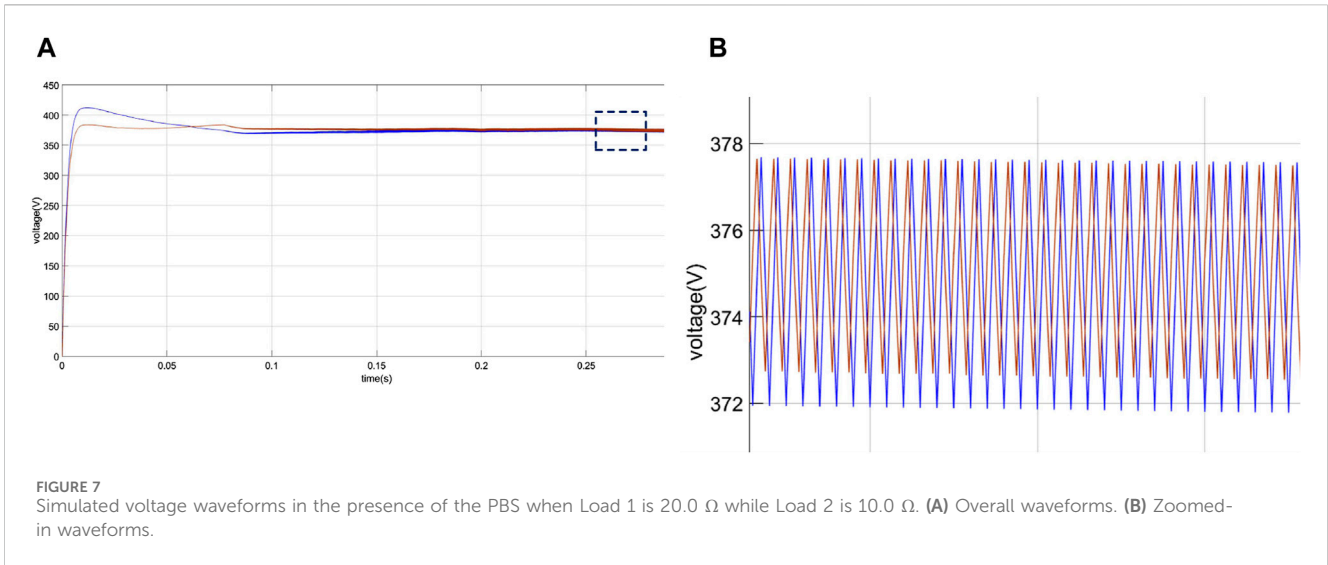 A
450
400
350
300
250
200
150
100
50
0
voltage(V)
0
0.05
0.1
0.15
0.2
0.25
time(s)
B
378
376
374
372
voltage(V)
FIGURE 7
Simulated voltage waveforms in the presence of the PBS when Load 1 is 20.0 Ω while Load 2 is 10.0 Ω. (A) Overall waveforms. (B) Zoomed-
in waveforms.